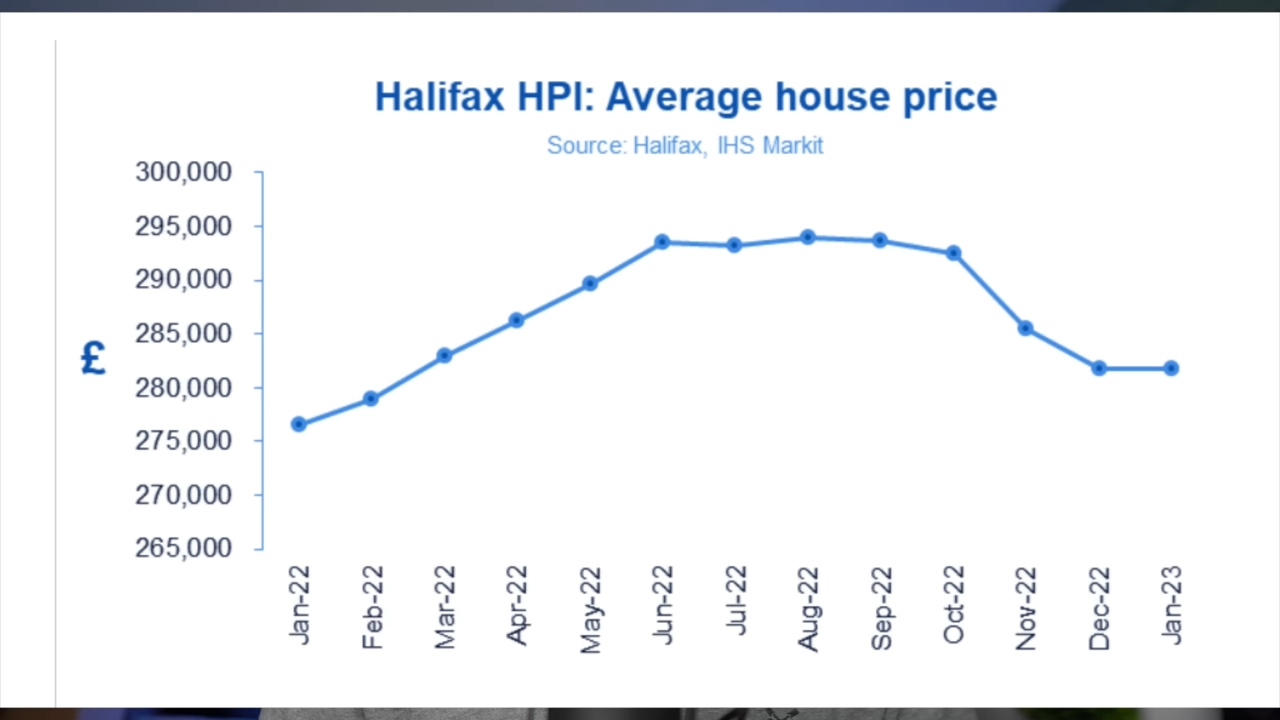 Halifax HPI: Average house price
Source: Halifax, IHS Markit
300,000
295,000
290,000
285,000
£
280,000
275,000
270,000
265,000
Jan-22
Feb-22
Mar-22
Apr-22
May-22
Jun-22
Jul-22
Aug-22
Sep-22
Oct-22
Nov-22
Dec-22
Jan-23